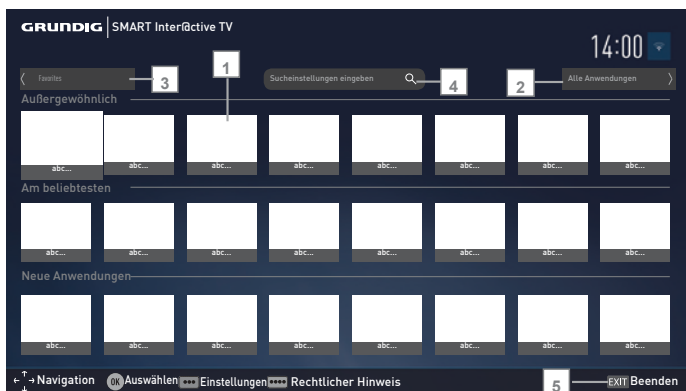 GRUNDIG SMART Inter@ctive TV
14:00
Favorites 3 1 Sucheinstellungen eingeben 4 2 Alle Anwendungen
Außergewöhnlich
abc... abc... abc... abc... abc... abc... abc... abc...
Am beliebtesten
abc... abc... abc... abc... abc... abc... abc... abc...
Neue Anwendungen
abc... abc... abc... abc... abc... abc... abc... abc...
Navigation OK Auswählen Einstellungen Rechtlicher Hinweis 5 EXIT Beenden